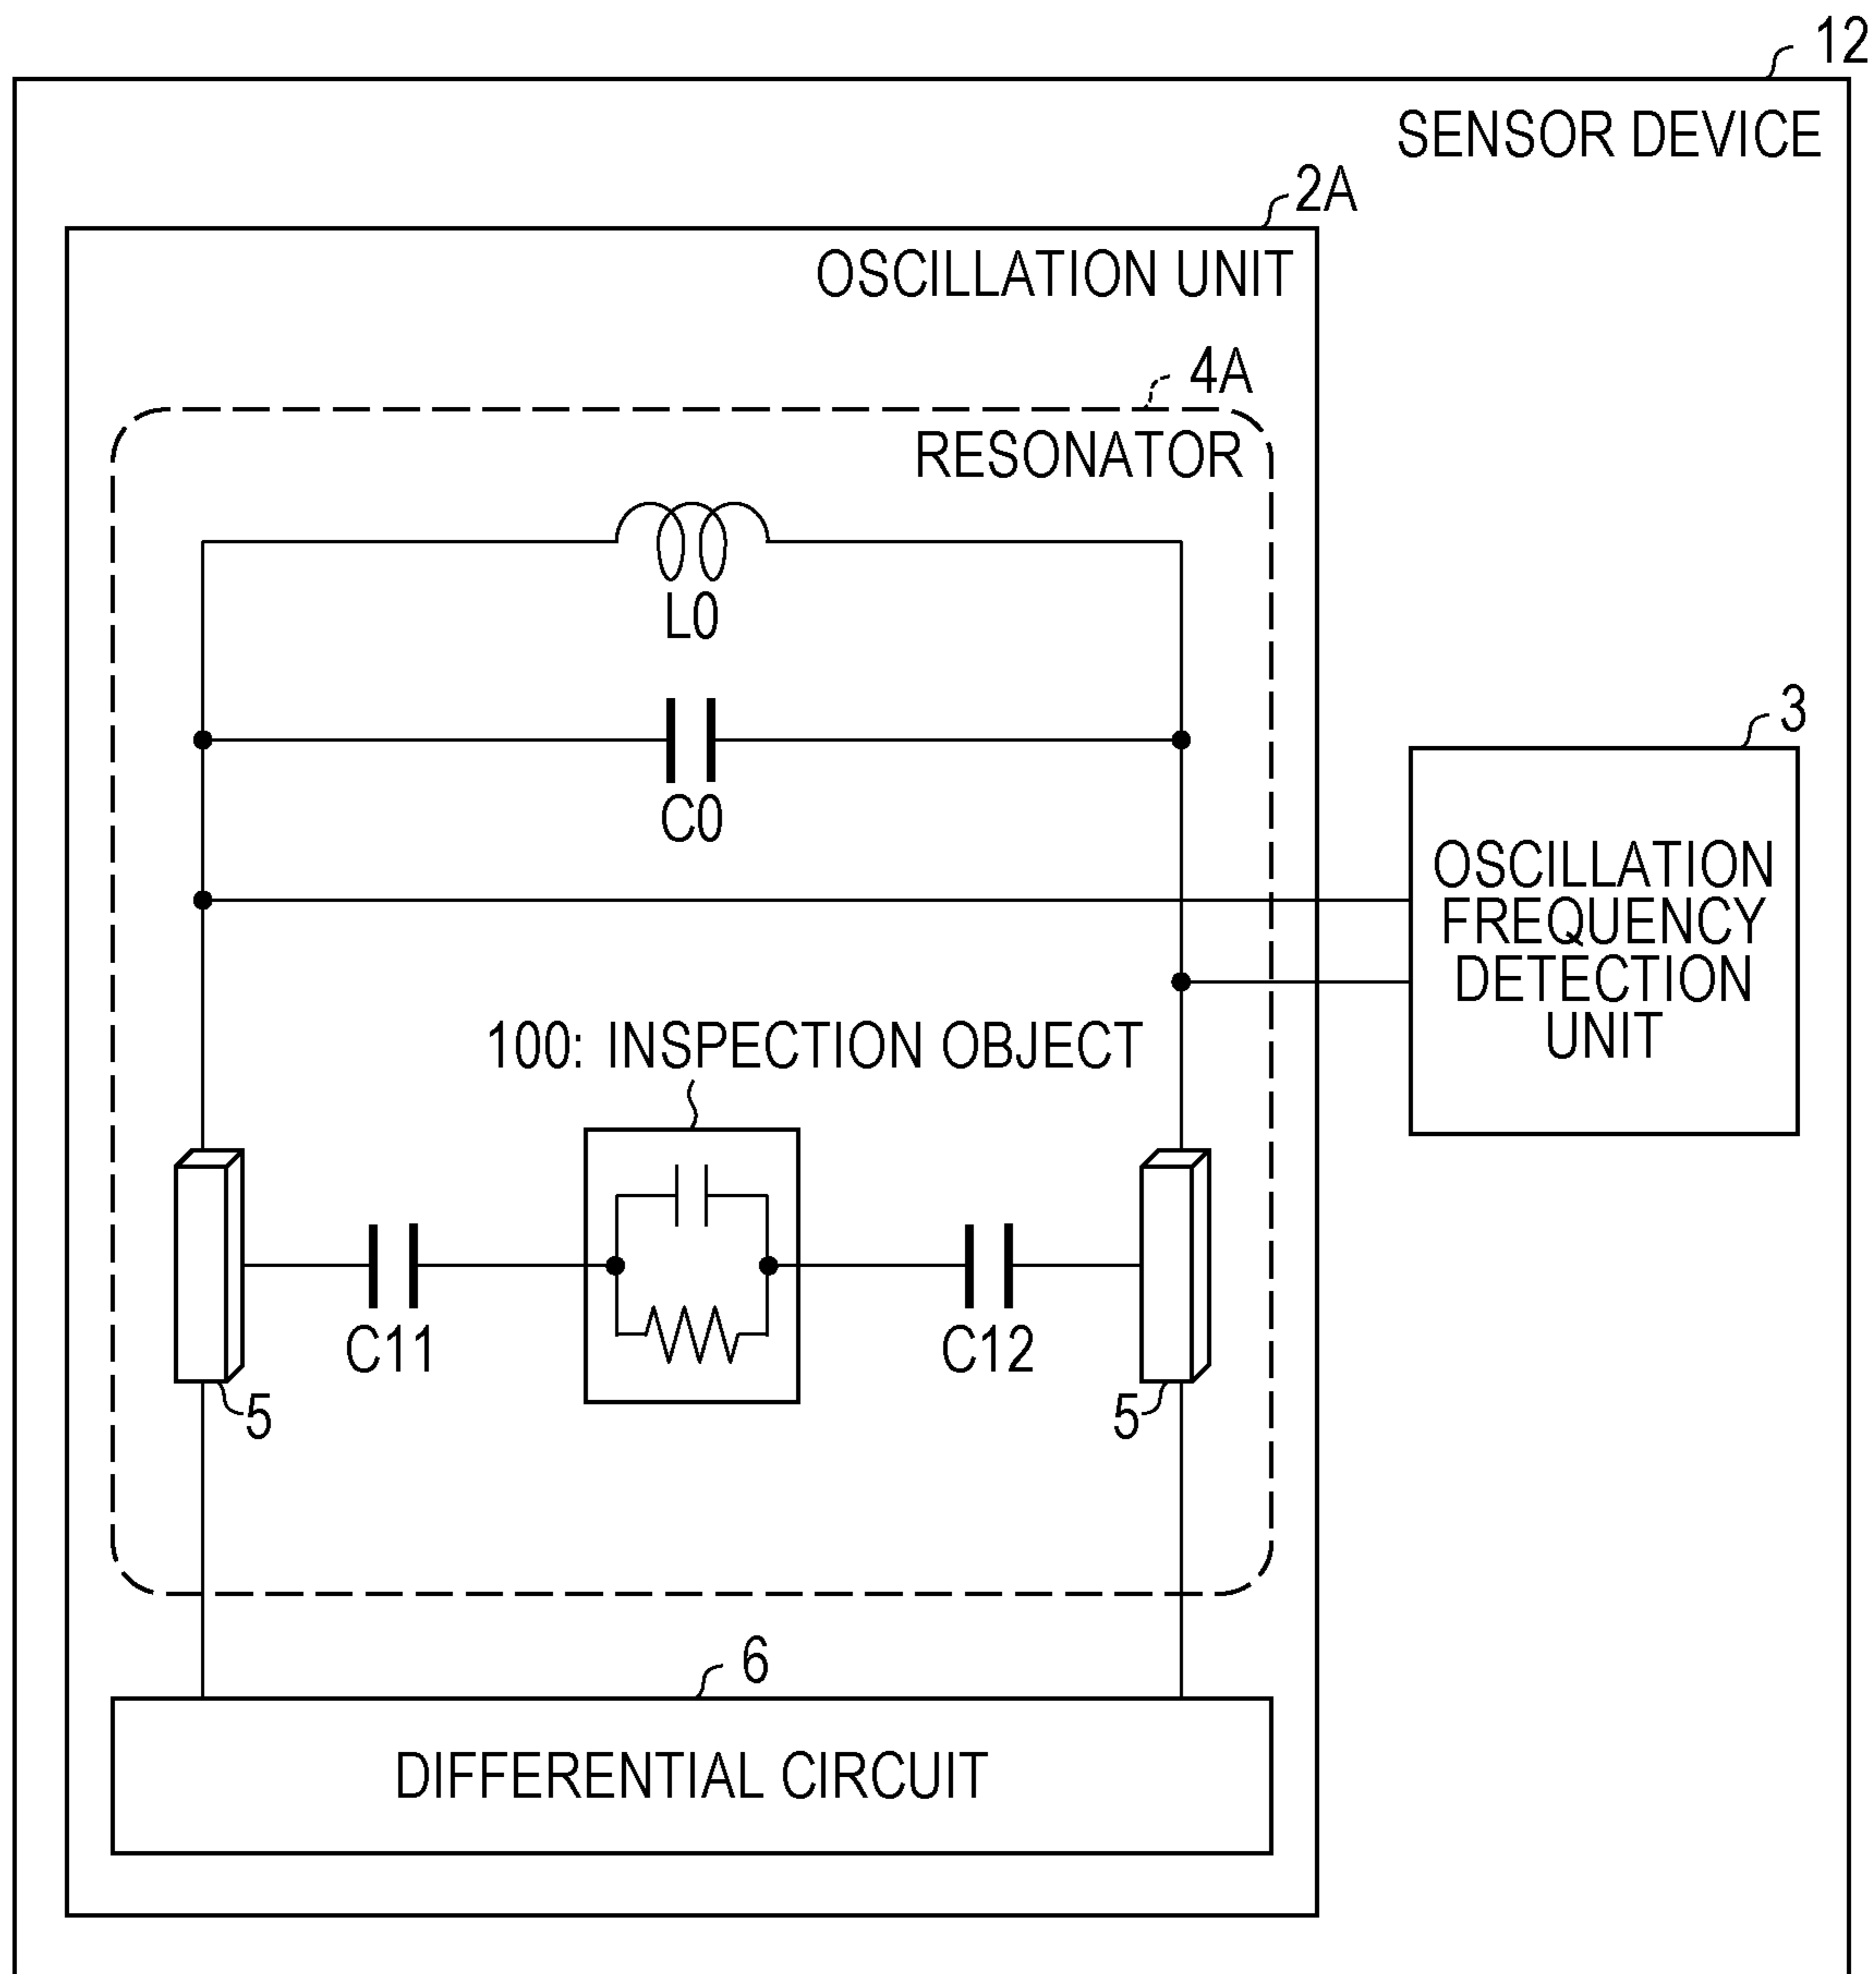 12
SENSOR DEVICE
2A
OSCILLATION UNIT
4A
RESONATOR
L0
C0
3
OSCILLATION
FREQUENCY
DETECTION
UNIT
100: INSPECTION OBJECT
C11
C12
5
5
6
DIFFERENTIAL CIRCUIT